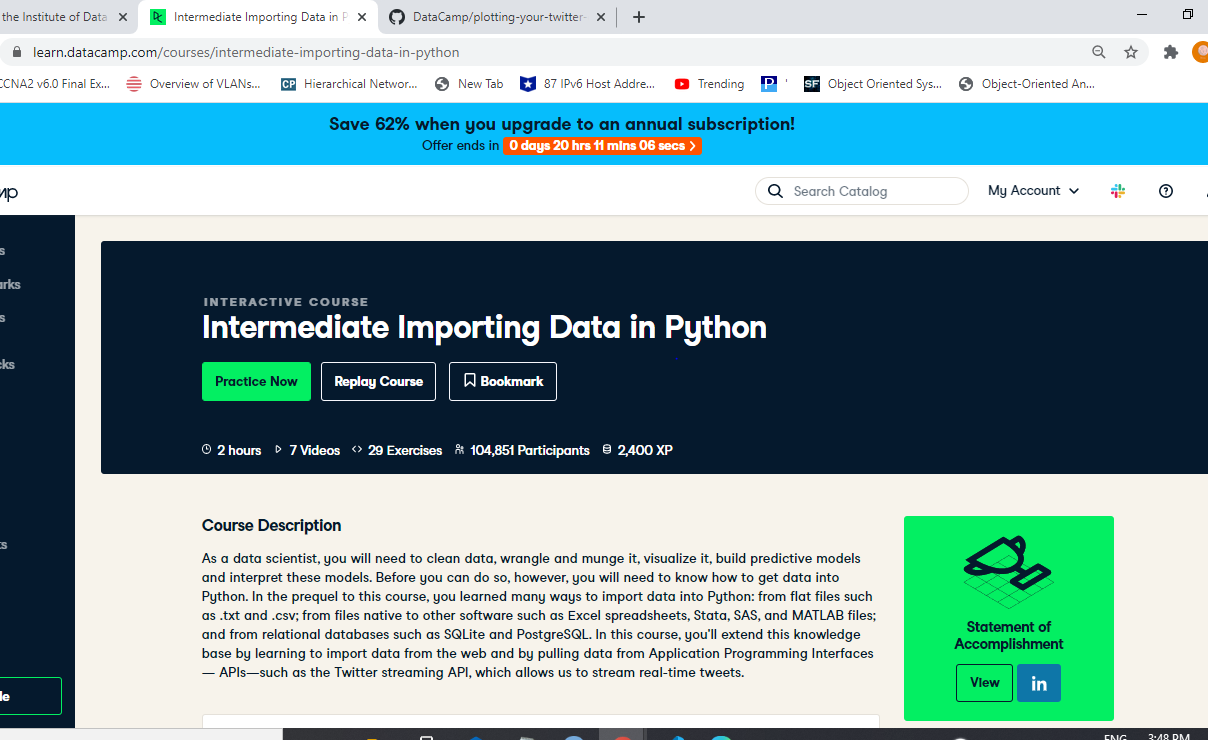 the Institute of Data
Intermediate Importing Data in P
DataCamp/plotting-your-twitter-
learn.datacamp.com/courses/intermediate-importing-data-in-python
CCNA2 v6.0 Final Ex...
Overview of VLANs...
CP
Hierarchical Networ...
New Tab
87 IPv6 Host Addre...
Trending
P
'
SF
Object Oriented Sys...
Object-Oriented An...
Save 62% when you upgrade to an annual subscription!
Offer ends in 0 days 20 hrs 11 mins 06 secs
Search Catalog
My Account
INTERACTIVE COURSE
Intermediate Importing Data in Python
Practice Now
Replay Course
Bookmark
2 hours
7 Videos
29 Exercises
104,851 Participants
2,400 XP
Course Description
As a data scientist, you will need to clean data, wrangle and munge it, visualize it, build predictive models
and interpret these models. Before you can do so, however, you will need to know how to get data into
Python. In the prequel to this course, you learned many ways to import data into Python: from flat files such
as .txt and .csv; from files native to other software such as Excel spreadsheets, Stata, SAS, and MATLAB files;
and from relational databases such as SQLite and PostgreSQL. In this course, you'll extend this knowledge
base by learning to import data from the web and by pulling data from Application Programming Interfaces
— APIs—such as the Twitter streaming API, which allows us to stream real-time tweets.
Statement of
Accomplishment
View
in
ENG
3:48 PM